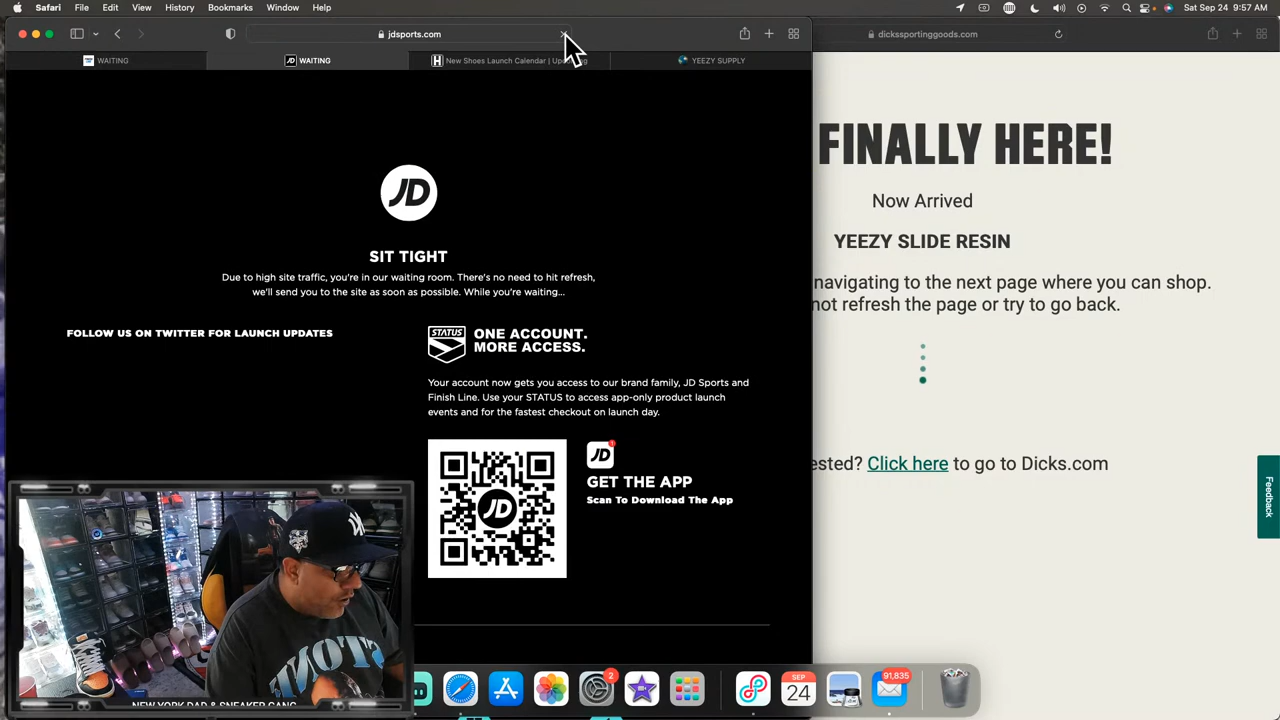 Safari File Edit View History Bookmarks Window Help
Sat Sep 24 9:57 AM
jdsports.com
dickssportinggoods.com
WAITING
JD WAITING
H New Shoes Launch Calendar |
YEEZY SUPPLY
JD
SIT TIGHT
Due to high site traffic, you're in our waiting room. There's no need to hit refresh,
we'll send you to the site as soon as possible. While you're waiting...
FOLLOW US ON TWITTER FOR LAUNCH UPDATES
STATUS
ONE ACCOUNT.
MORE ACCESS.
Your account now gets you access to our brand family, JD Sports and
Finish Line. Use your STATUS to access app-only product launch
events and for the fastest checkout on launch day.
JD
JD 1
GET THE APP
Scan To Download The App
FINALLY HERE!
Now Arrived
YEEZY SLIDE RESIN
navigating to the next page where you can shop.
not refresh the page or try to go back.
ested? Click here to go to Dicks.com
Feedback
NEW YORK DAD & SNEAKER GANG
2
SEP
24
91,835